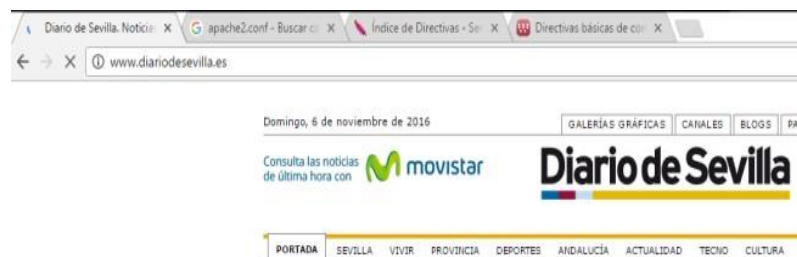 Diario de Sevilla. Noticia
apache2.conf - Buscar c
Índice de Directivas - Se
Directivas básicas de co
www.diariodesevilla.es
Domingo, 6 de noviembre de 2016
GALERÍAS GRÁFICAS CANALES BLOGS PA
Consulta las noticias
de última hora con
movistar
Diario de Sevilla
PORTADA SEVILLA VIVIR PROVINCIA DEPORTES ANDALUCÍA ACTUALIDAD TECNO CULTURA